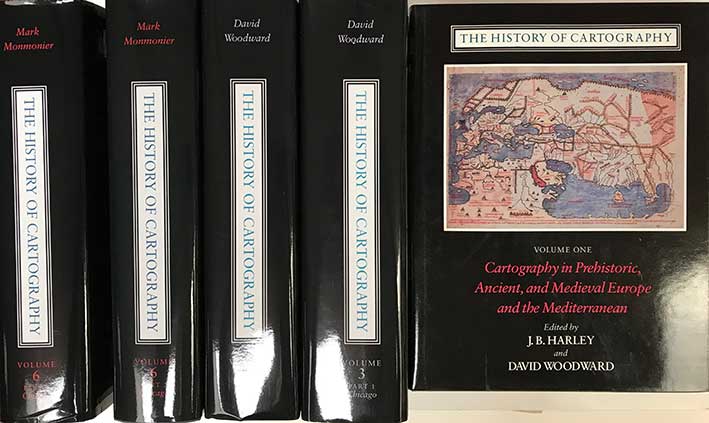 Mark
Monmonier
THE HISTORY OF CARTOGRAPHY
VOLUME
6
Chicago
Mark
Monmonier
THE HISTORY OF CARTOGRAPHY
VOLUME
6
Chicago
David
Woodward
THE HISTORY OF CARTOGRAPHY
David
Woodward
THE HISTORY OF CARTOGRAPHY
VOLUME
3
PART 1
Chicago
THE HISTORY OF CARTOGRAPHY
VOLUME ONE
Cartography in Prehistoric,
Ancient, and Medieval Europe
and the Mediterranean
Edited by
J. B. HARLEY
and
DAVID WOODWARD